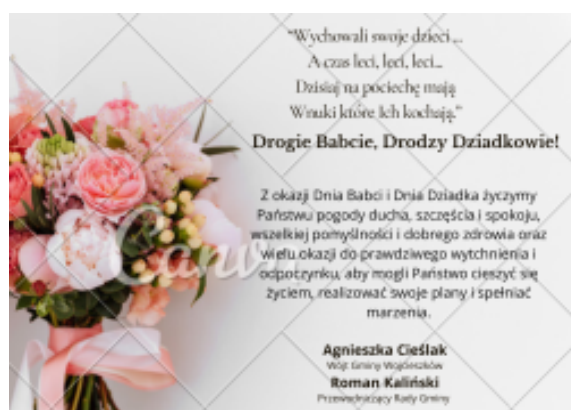 "Wychowali swoje dzieci...
A czas leci, leci, leci...
Dzisiaj na pociechę mają
Wnuki które Ich kochają."
Drogie Babcie, Drodzy Dziadkowie!
Z okazji Dnia Babci i Dnia Dziadka życzymy
Państwu pogody ducha, szczęścia i spokoju,
wszelkiej pomyślności i dobrego zdrowia oraz
wielu okazji do prawdziwego wytchnienia i
odpoczynku, aby mogli Państwo cieszyć się
życiem, realizować swoje plany i spełniać
marzenia.
Canva
Agnieszka Cieślak
Wójt Gminy Wojcieszków
Roman Kaliński
Przewodniczący Rady Gminy